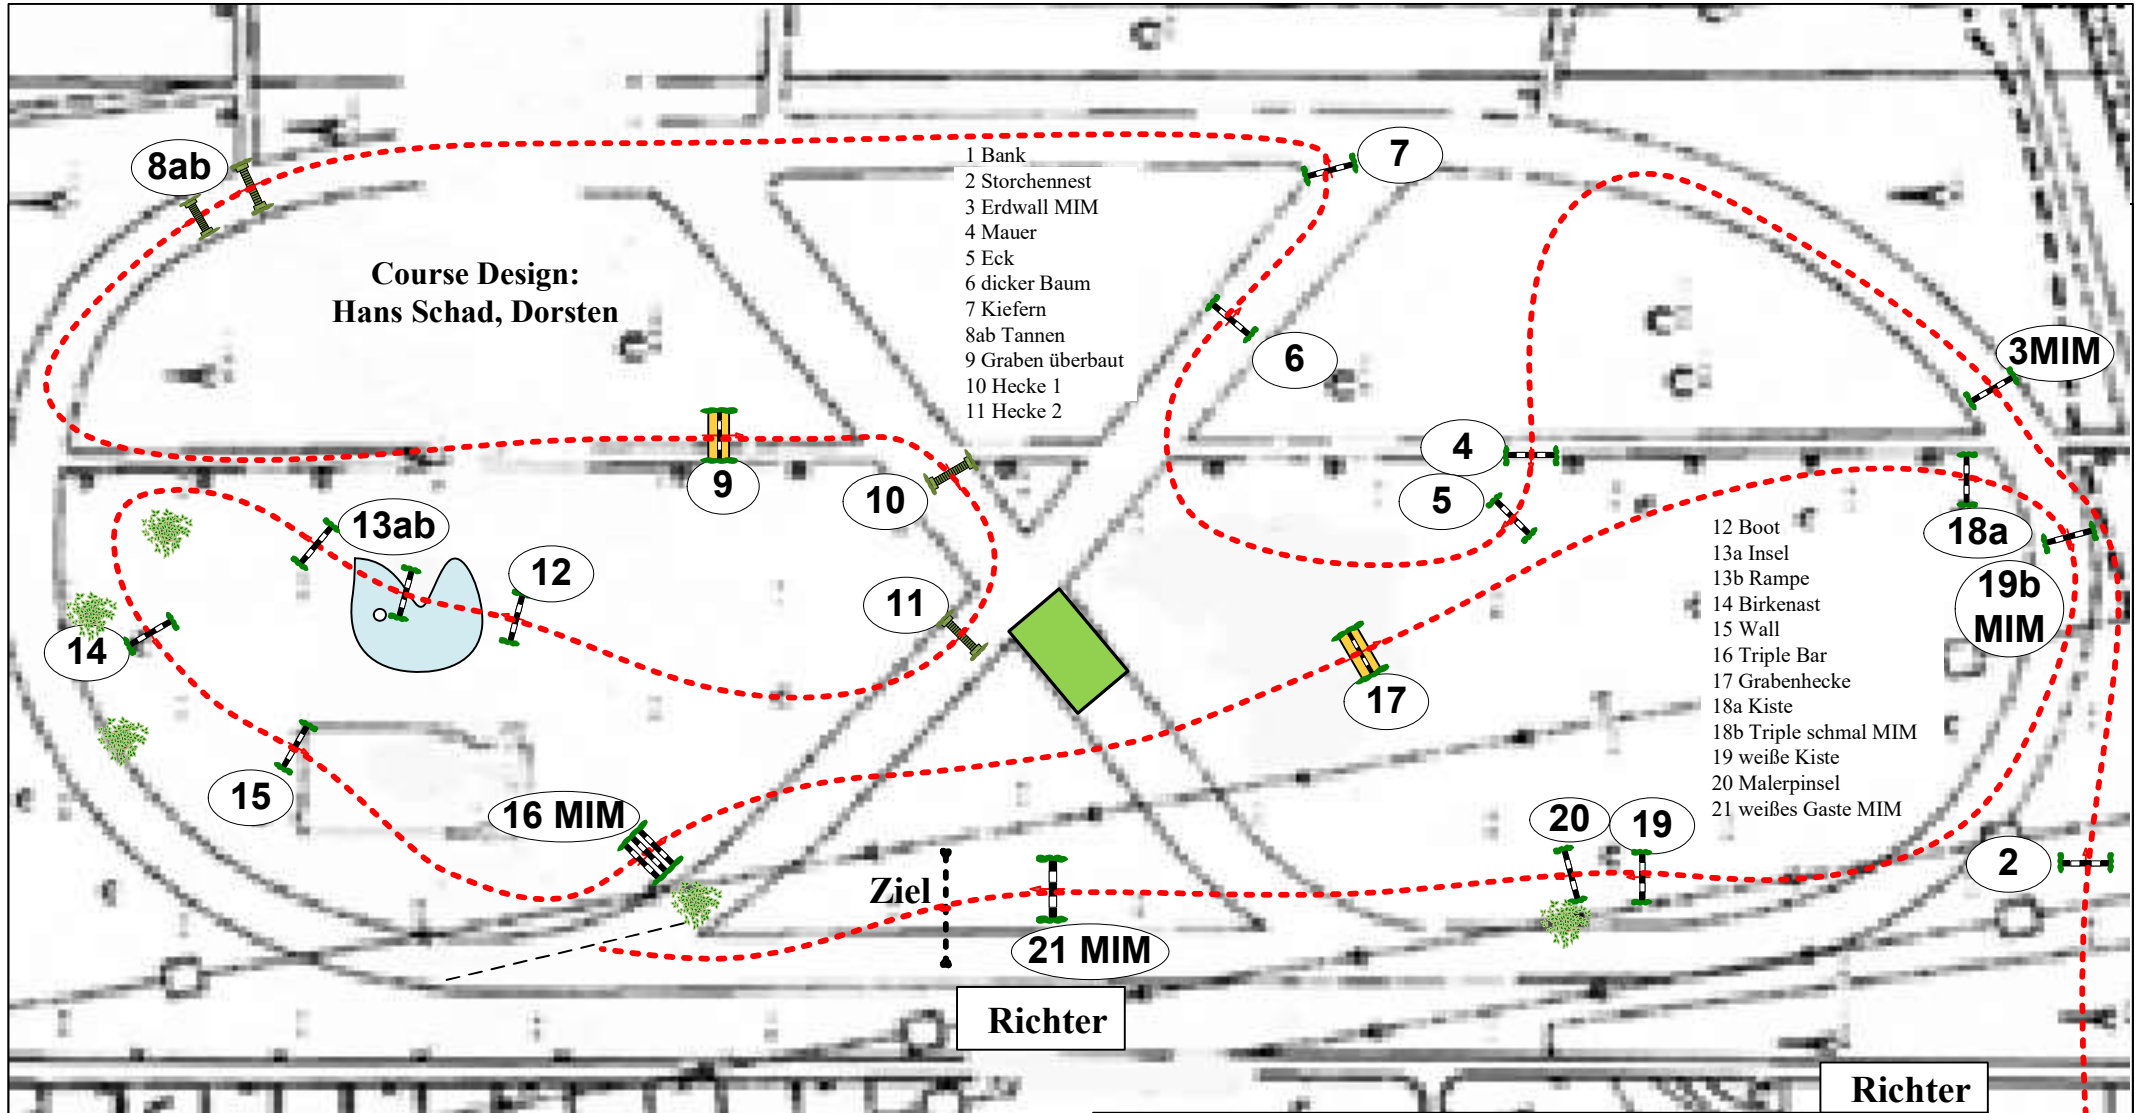 8ab
7
1 Bank
2 Storchennest
3 Erdwall MIM
4 Mauer
5 Eck
6 dicker Baum
7 Kiefern
8ab Tannen
9 Graben überbaut
10 Hecke 1
11 Hecke 2
Course Design:
Hans Schad, Dorsten
6
3MIM
4
5
9
10
13ab
12
11
14
15
16 MIM
17
18a
19b
MIM
12 Boot
13a Insel
13b Rampe
14 Birkenast
15 Wall
16 Triple Bar
17 Grabenhecke
18a Kiste
18b Triple schmal MIM
19 weiße Kiste
20 Malerpinsel
21 weißes Gaste MIM
20
19
2
Ziel
21 MIM
Richter
Richter